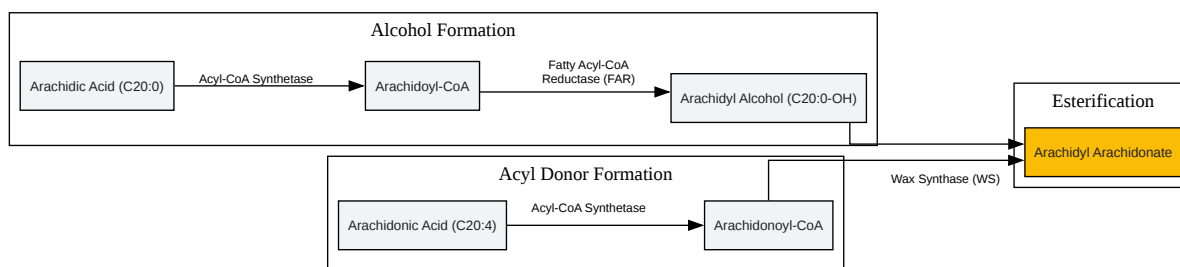 Alcohol Formation
Arachidic Acid (C20:0)
Acyl-CoA Synthetase
Arachidoyl-CoA
Fatty Acyl-CoA
Reductase (FAR)
Arachidyl Alcohol (C20:0-OH)
Esterification
Arachidyl Arachidonate
Acyl Donor Formation
Arachidonic Acid (C20:4)
Acyl-CoA Synthetase
Arachidonoyl-CoA
Wax Synthase (WS)